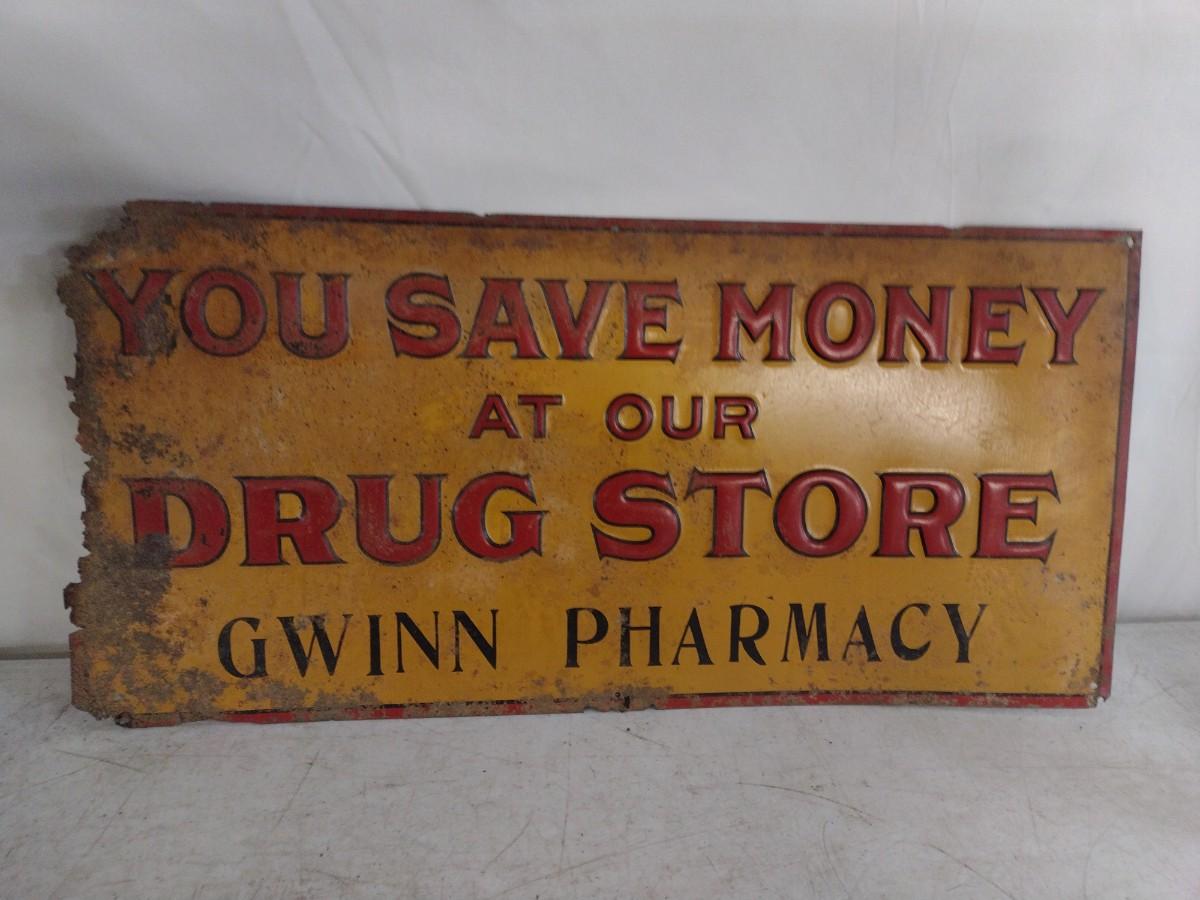 YOU SAVE MONEY
AT OUR
DRUG STORE
GWINN PHARMACY